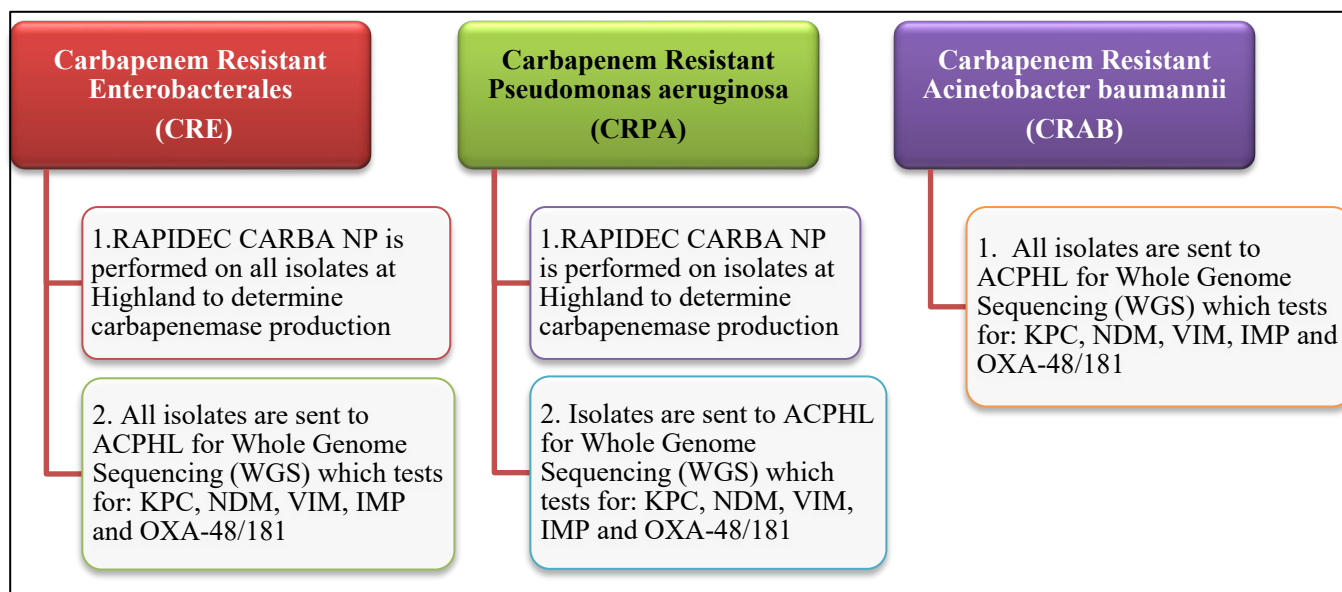 Carbapenem Resistant
Enterobacterales
(CRE)
1.RAPIDEC CARBA NP is
performed on all isolates at
Highland to determine
carbapenemase production
2. All isolates are sent to
ACPHL for Whole Genome
Sequencing (WGS) which tests
for: KPC, NDM, VIM, IMP
and OXA-48/181
Carbapenem Resistant
Pseudomonas aeruginosa
(CRPA)
1.RAPIDEC CARBA NP
is performed on isolates at
Highland to determine
carbapenemase production
2. Isolates are sent to ACPHL
for Whole Genome
Sequencing (WGS) which
tests for: KPC, NDM, VIM,
IMP and OXA-48/181
Carbapenem Resistant
Acinetobacter baumannii
(CRAB)
1. All isolates are sent to
ACPHL for Whole Genome
Sequencing (WGS) which tests
for: KPC, NDM, VIM, IMP and
OXA-48/181